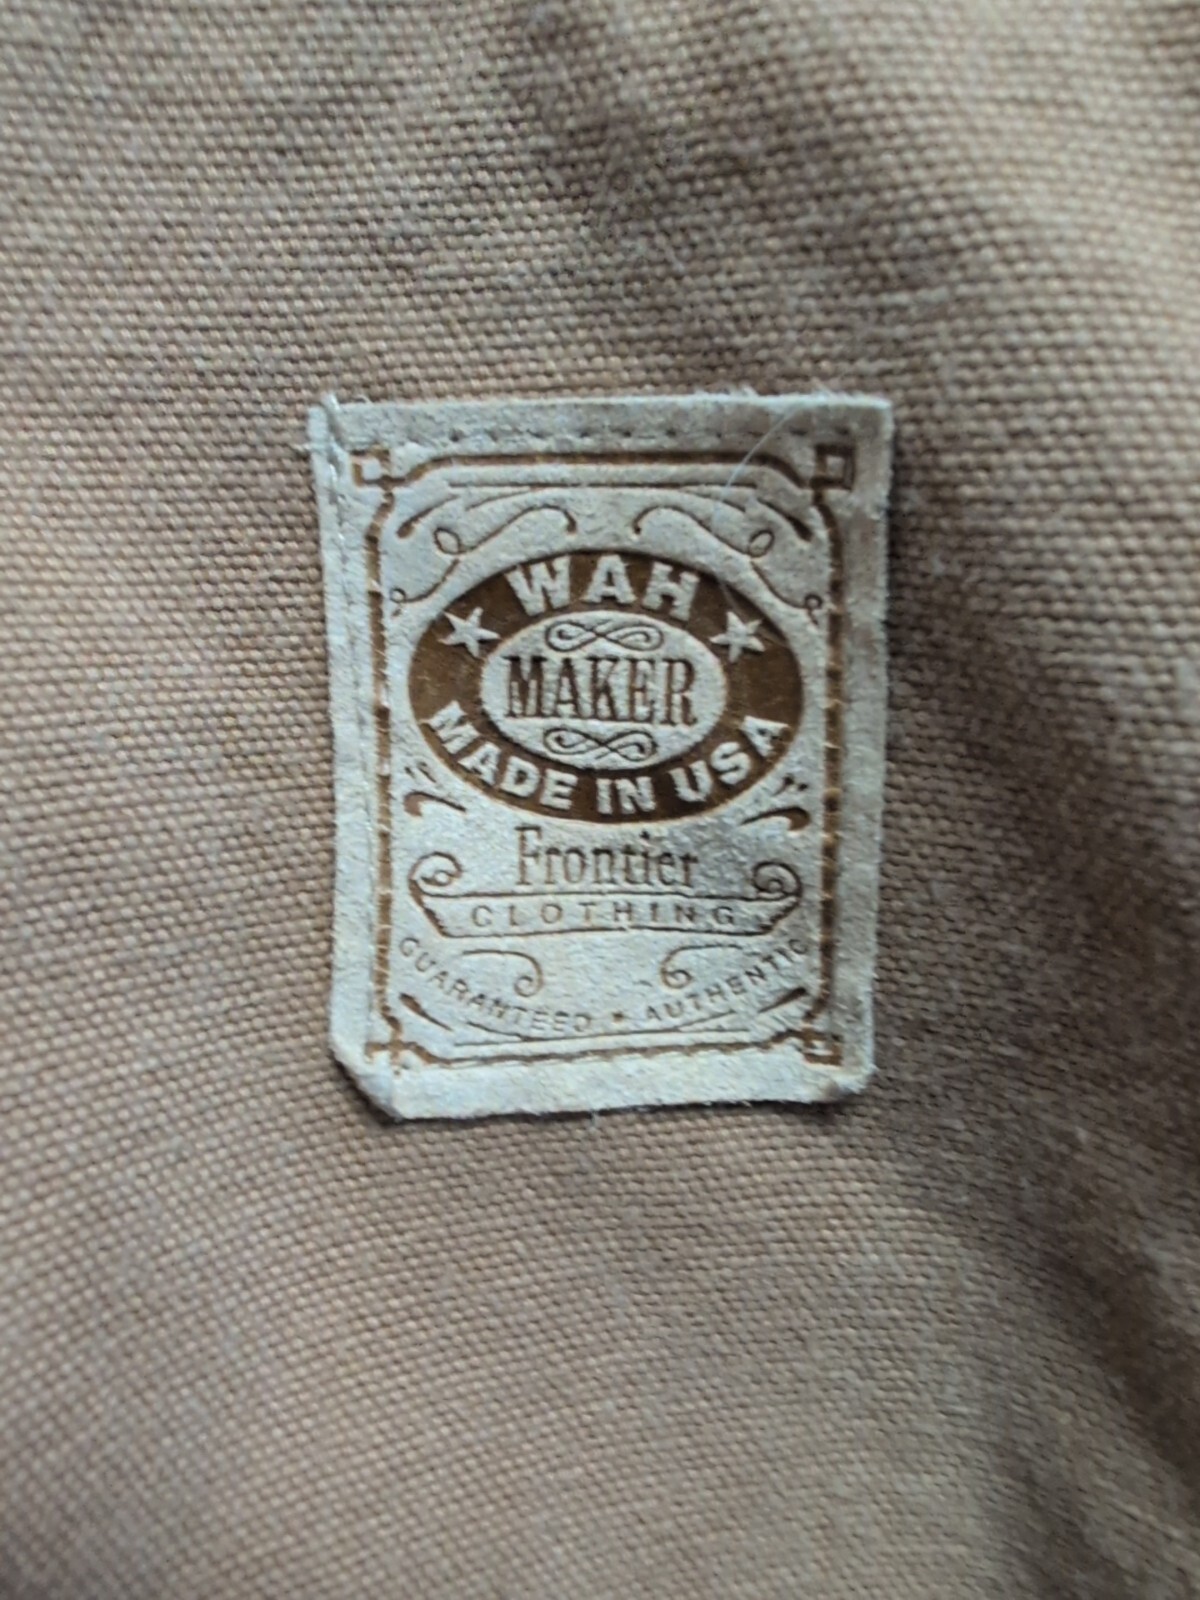 WAH
MAKER
MADE IN USA
Frontier
CLOTHING
GUARANTEED • AUTHENTIC